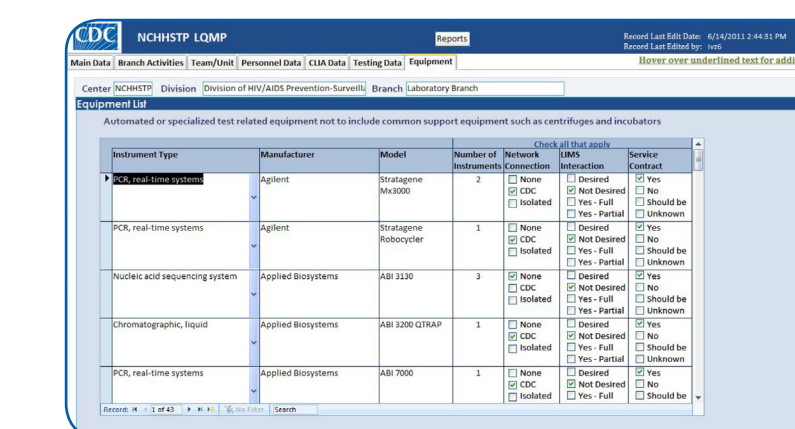 CDC NCHHSTP LQMP Reports Record Last Edit Date: 6/14/2011 2:44:31 PM
Record Last Edited by: ivz6
Main Data Branch Activities Team/Unit Personnel Data CLIA Data Testing Data Equipment Hover over underlined text for addi
Center NCHHSTP Division Division of HIV/AIDS Prevention-Surveill Branch Laboratory Branch
Equipment List
Automated or specialized test related equipment not to include common support equipment such as centrifuges and incubators
Check all that apply
Instrument Type Manufacturer Model Number of Network LIMS Service
Instruments Connection Interaction Contract
PCR, real-time systems Agilent Stratagene 2 None Desired Yes
Mx3000 CDC Not Desired No
Isolated Yes - Full Should be
Yes - Partial Unknown
PCR, real-time systems Agilent Stratagene 1 None Desired Yes
Robocycler CDC Not Desired No
Isolated Yes - Full Should be
Yes - Partial Unknown
Nucleic acid sequencing system Applied Biosystems ABI 3130 3 None Desired Yes
CDC Not Desired No
Isolated Yes - Full Should be
Yes - Partial Unknown
Chromatographic, liquid Applied Biosystems ABI 3200 QTRAP 1 None Desired Yes
CDC Not Desired No
Isolated Yes - Full Should be
Yes - Partial Unknown
PCR, real-time systems Applied Biosystems ABI 7000 1 None Desired Yes
CDC Not Desired No
Isolated Yes - Full Should be
Record: 1 of 43 No Filter Search